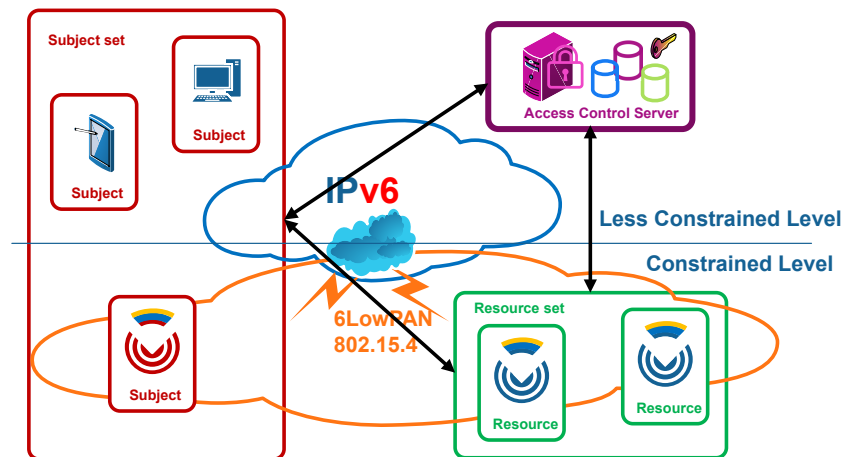 Subject set
Subject
Subject
Access Control Server
IPv6
Less Constrained Level
Constrained Level
6LowPAN
802.15.4
Resource set
Subject
Resource
Resource